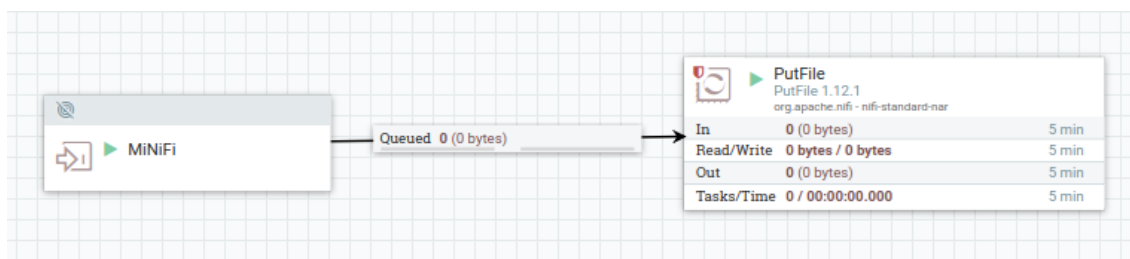 MiNiFi
Queued 0 (0 bytes)
PutFile
PutFile 1.12.1
org.apache.nifi - nifi-standard-nar
In 0 (0 bytes) 5 min
Read/Write 0 bytes / 0 bytes 5 min
Out 0 (0 bytes) 5 min
Tasks/Time 0 / 00:00:00.000 5 min